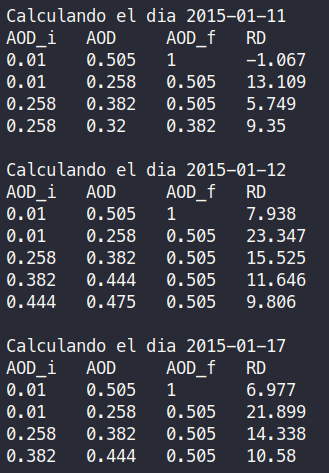 Calculando el dia 2015-01-11
AOD_i AOD AOD_f RD
0.01 0.505 1 -1.067
0.01 0.258 0.505 13.109
0.258 0.382 0.505 5.749
0.258 0.32 0.382 9.35

Calculando el dia 2015-01-12
AOD_i AOD AOD_f RD
0.01 0.505 1 7.938
0.01 0.258 0.505 23.347
0.258 0.382 0.505 15.525
0.382 0.444 0.505 11.646
0.444 0.475 0.505 9.806

Calculando el dia 2015-01-17
AOD_i AOD AOD_f RD
0.01 0.505 1 6.977
0.01 0.258 0.505 21.899
0.258 0.382 0.505 14.338
0.382 0.444 0.505 10.58